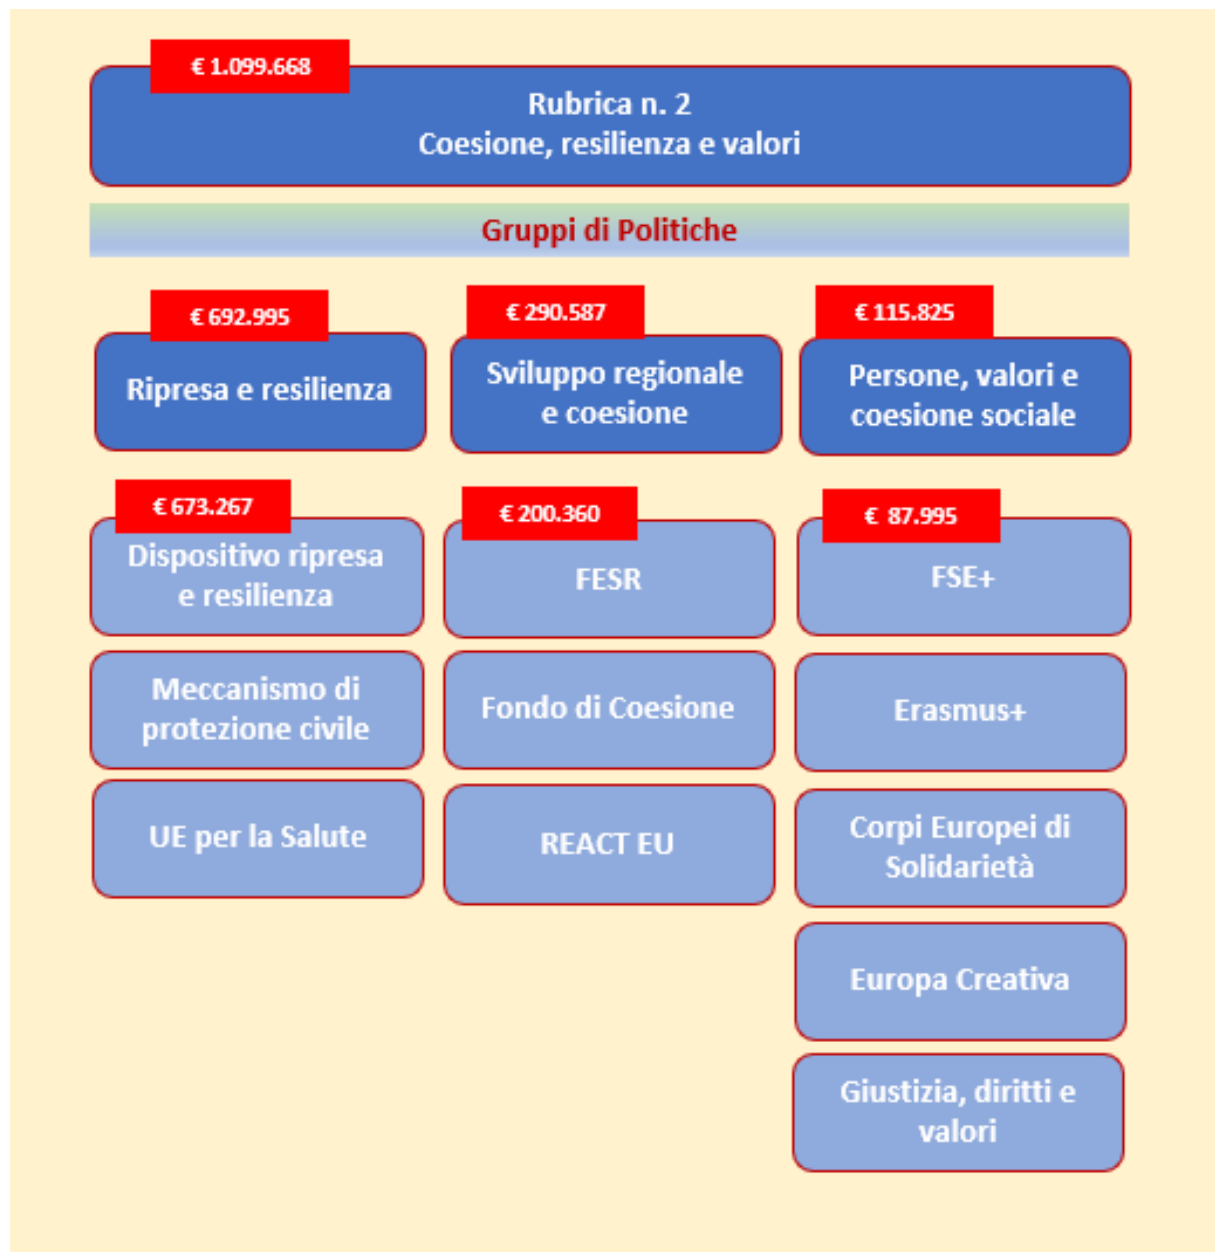 € 1.099.668
Rubrica n. 2
Coesione, resilienza e valori
Gruppi di Politiche
€ 692.995
Ripresa e resilienza
€ 290.587
Sviluppo regionale
e coesione
€ 115.825
Persone, valori e
coesione sociale
€ 673.267
Dispositivo ripresa
e resilienza
€ 200.360
FESR
€ 87.995
FSE+
Meccanismo di
protezione civile
Fondo di Coesione
Erasmus+
UE per la Salute
REACT EU
Corpi Europei di
Solidarietà
Europa Creativa
Giustizia, diritti e
valori